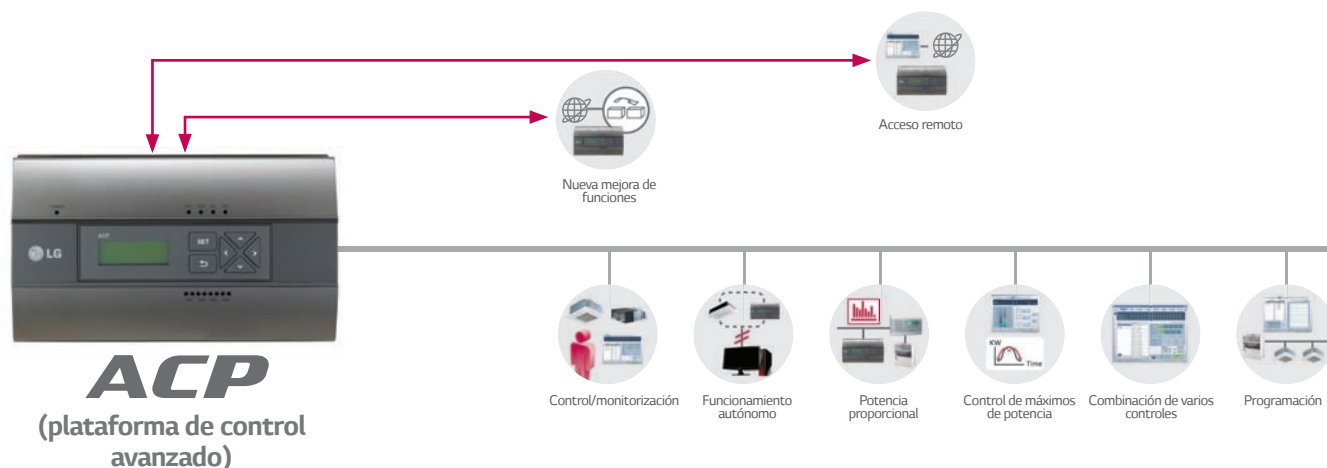 Acceso remoto
Nueva mejora de
funciones
LG
ACP
SET
ACP
(plataforma de control
avanzado)
KW
Time
Control/monitorización
Funcionamiento
autónomo
Potencia
proporcional
Control de máximos
de potencia
Combinación de varios
controles
Programación